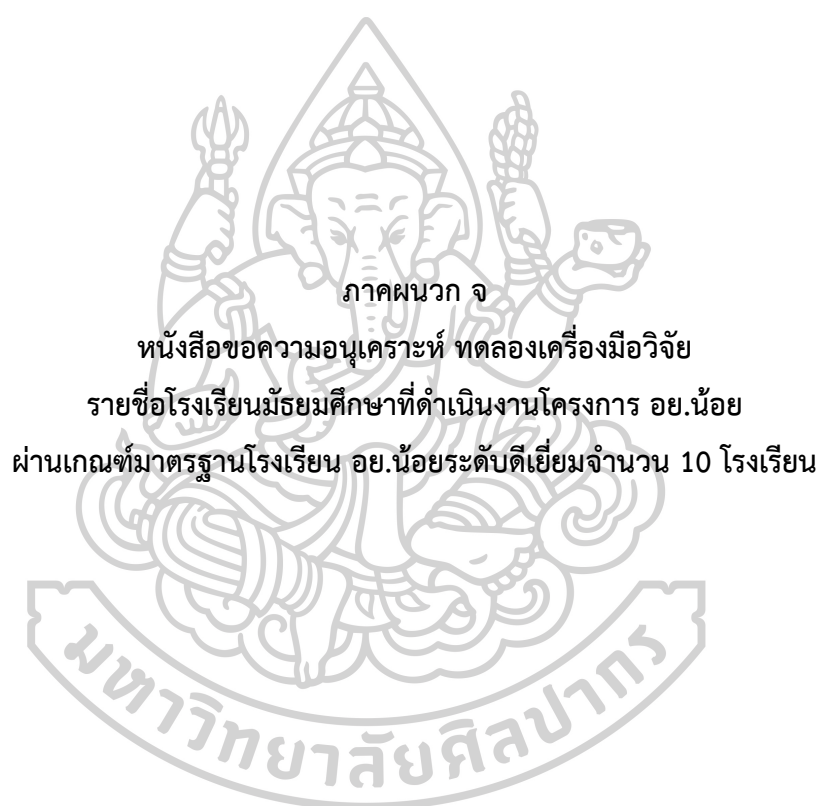 ภาคผนวก จ
หนังสือขอความอนุเคราะห์ ทดลองเครื่องมือวิจัย
รายชื่อโรงเรียนมัธยมศึกษาที่ดำเนินงานโครงการ อย.น้อย
ผ่านเกณฑ์มาตรฐานโรงเรียน อย.น้อยระดับดีเยี่ยมจำนวน 10 โรงเรียน
มหาวิทยาลัยศิลปากร